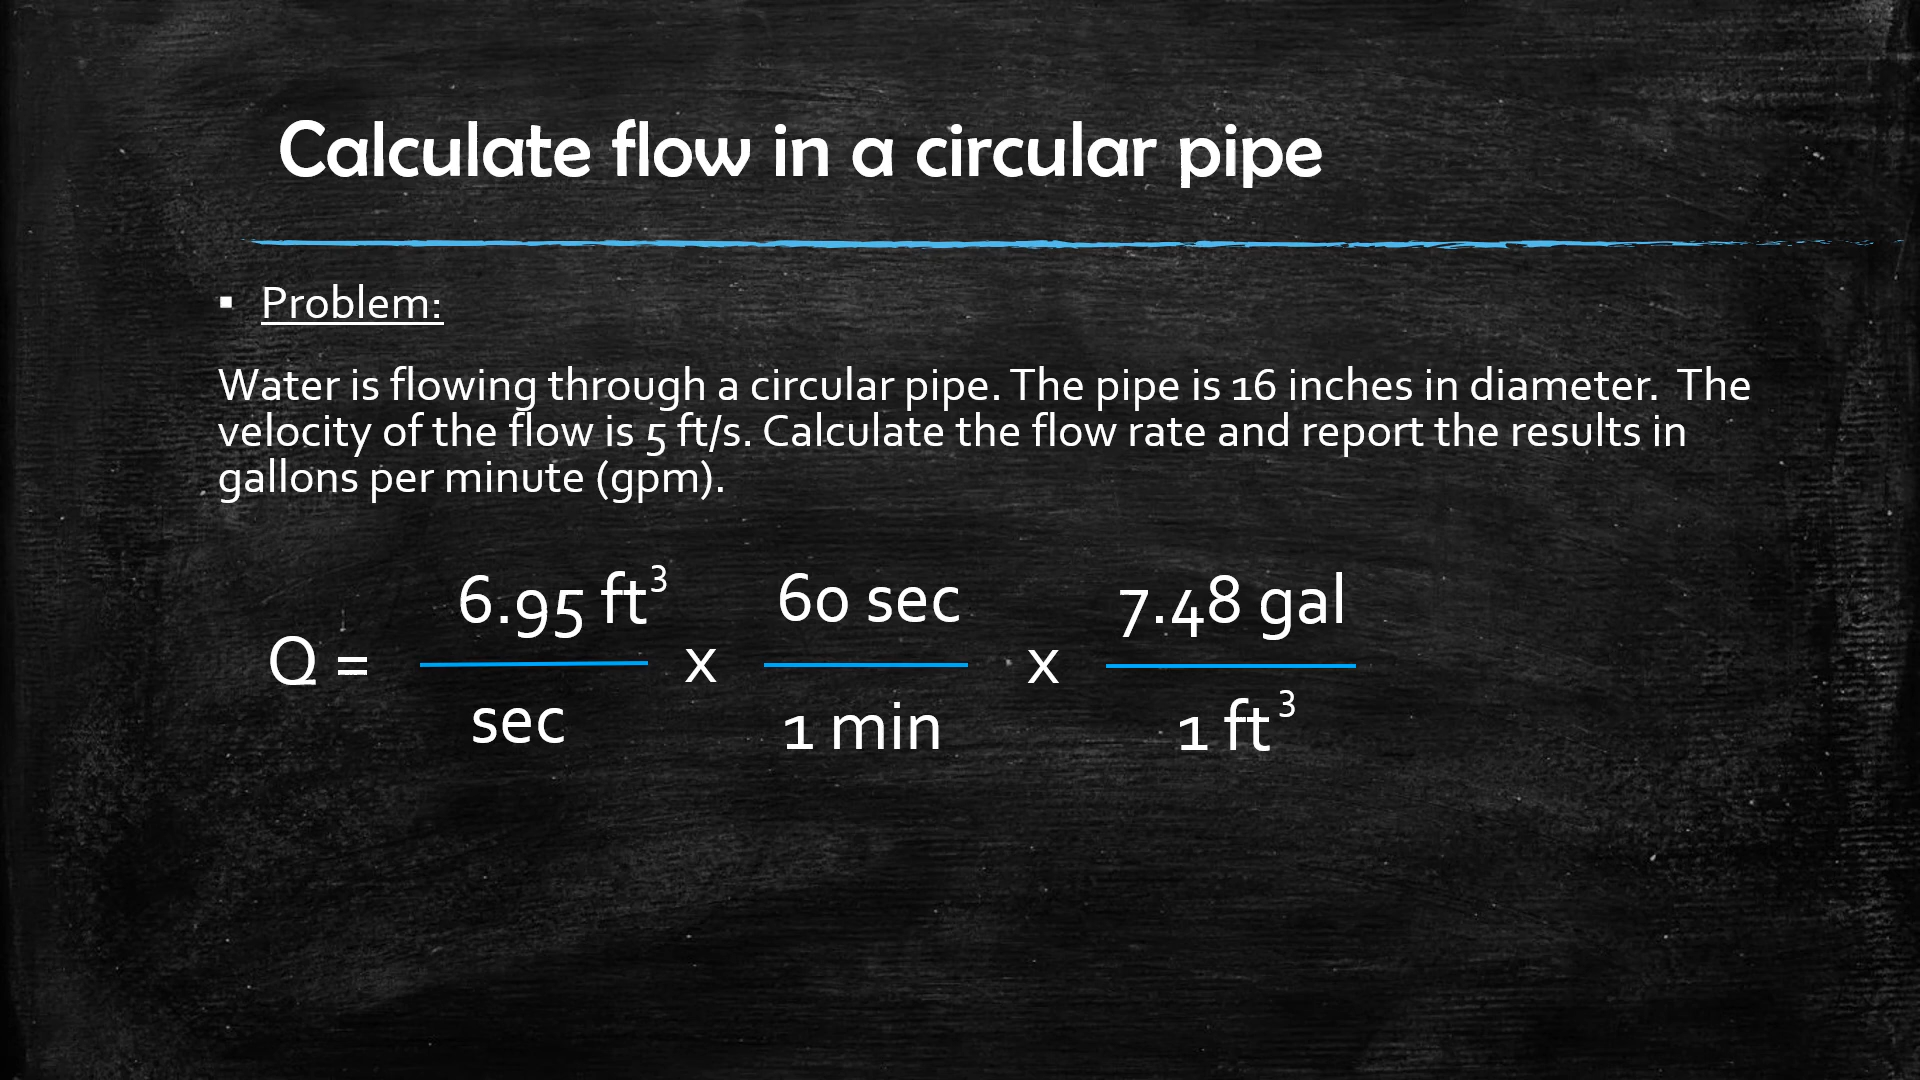 Calculate flow in a circular pipe
▪ Problem:
Water is flowing through a circular pipe. The pipe is 16 inches in diameter.  The
velocity of the flow is 5 ft/s. Calculate the flow rate and report the results in
gallons per minute (gpm).
6.95 ft³ 60 sec 7.48 gal
Q = x x
sec 1 min 1 ft³